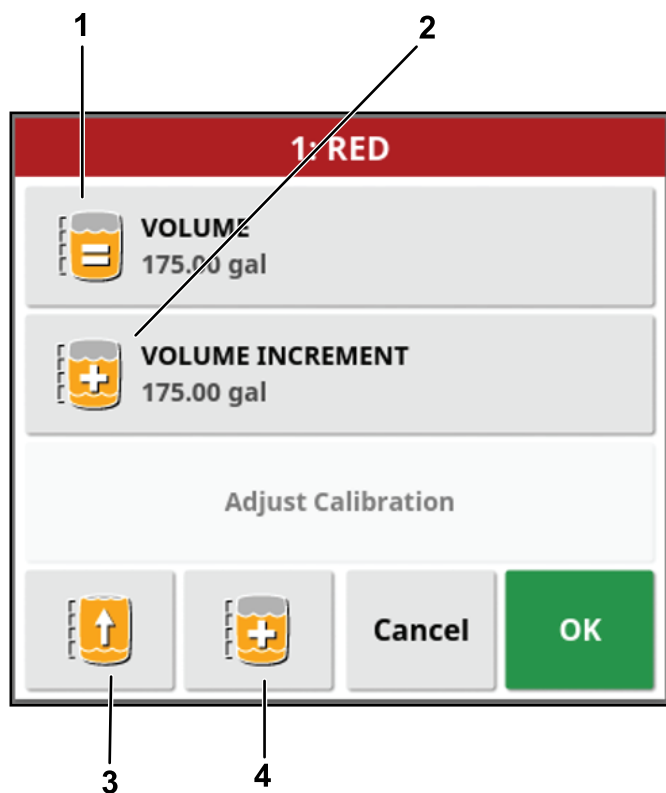 1
2
1: RED
VOLUME
175.00 gal
VOLUME INCREMENT
175.00 gal
Adjust Calibration
Cancel
OK
3
4